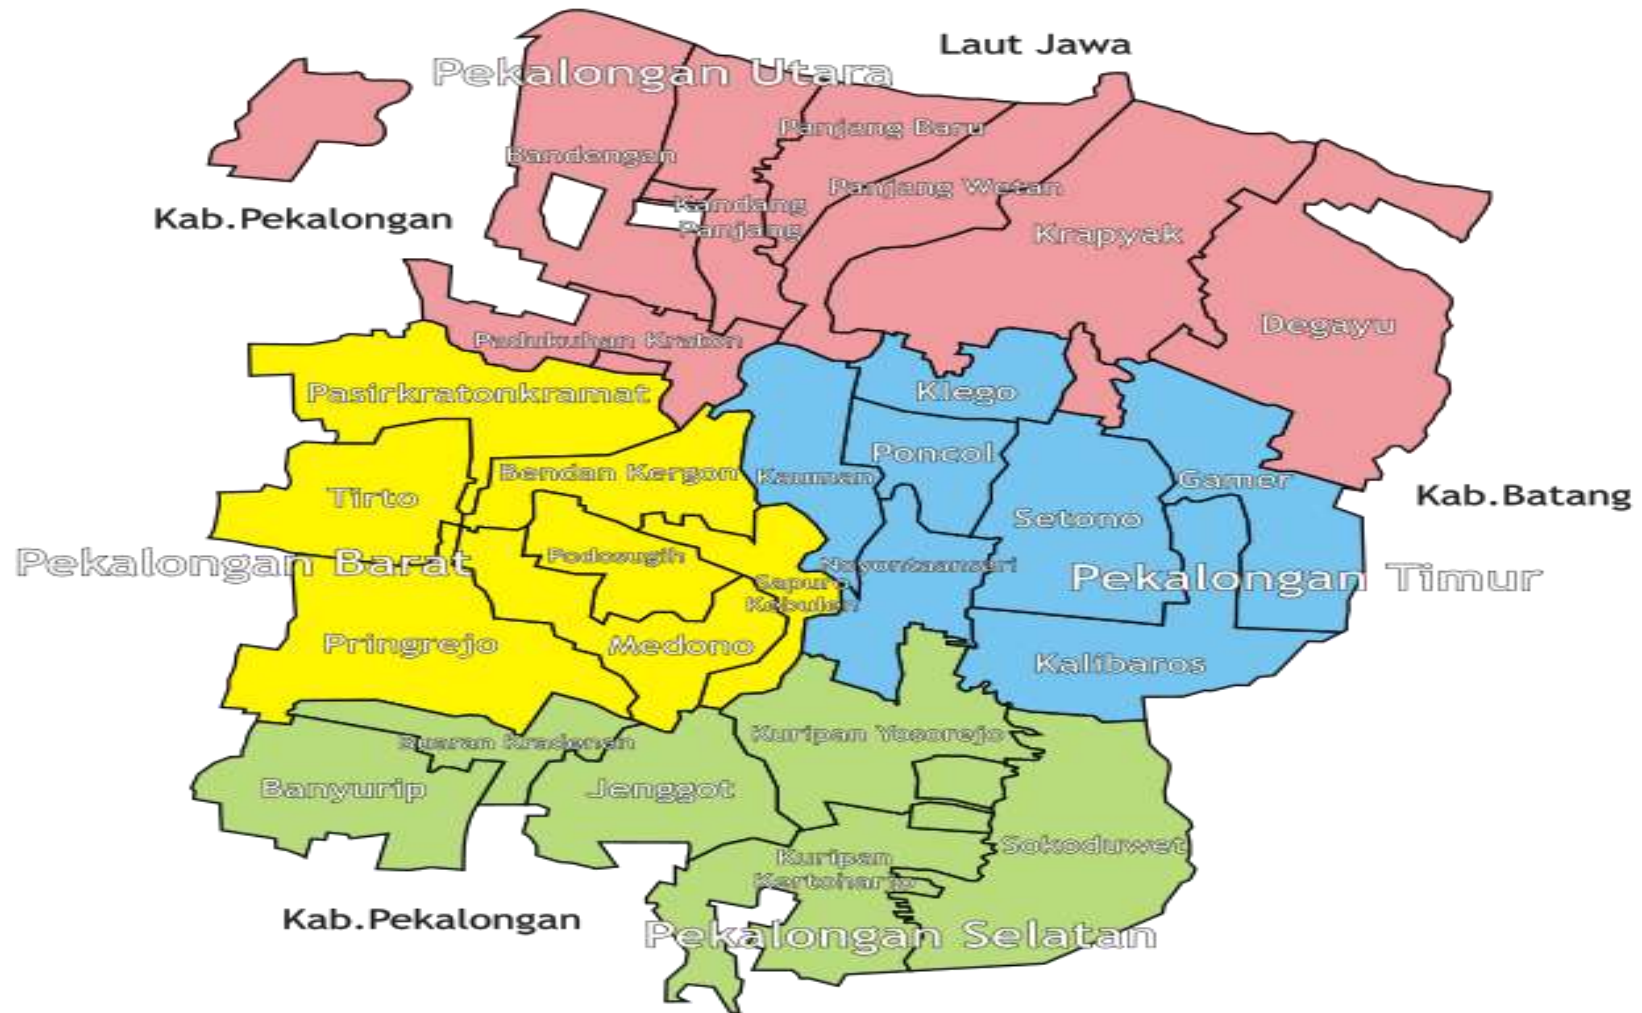 Laut Jawa
Pekalongan Utara
Panjang Baru
Bandengan
Panjang Wetan
Kandang
Panjang
Kab.Pekalongan
Krapyak
Degayu
Padukuhan Kraton
Pasirkratonkramat
Klego
Poncol
Bendan Kergon
Kauman
Gamer
Tirto
Kab.Batang
Setono
Podosugih
Noyontaansari
Pekalongan Barat
Pekalongan Timur
Sapuro
Kebulen
Pringrejo
Medono
Kalibaros
Kuripan Yosorejo
Buaran Kradenan
Banyurip
Jenggot
Sokoduwet
Kuripan
Kertoharjo
Kab.Pekalongan
Pekalongan Selatan